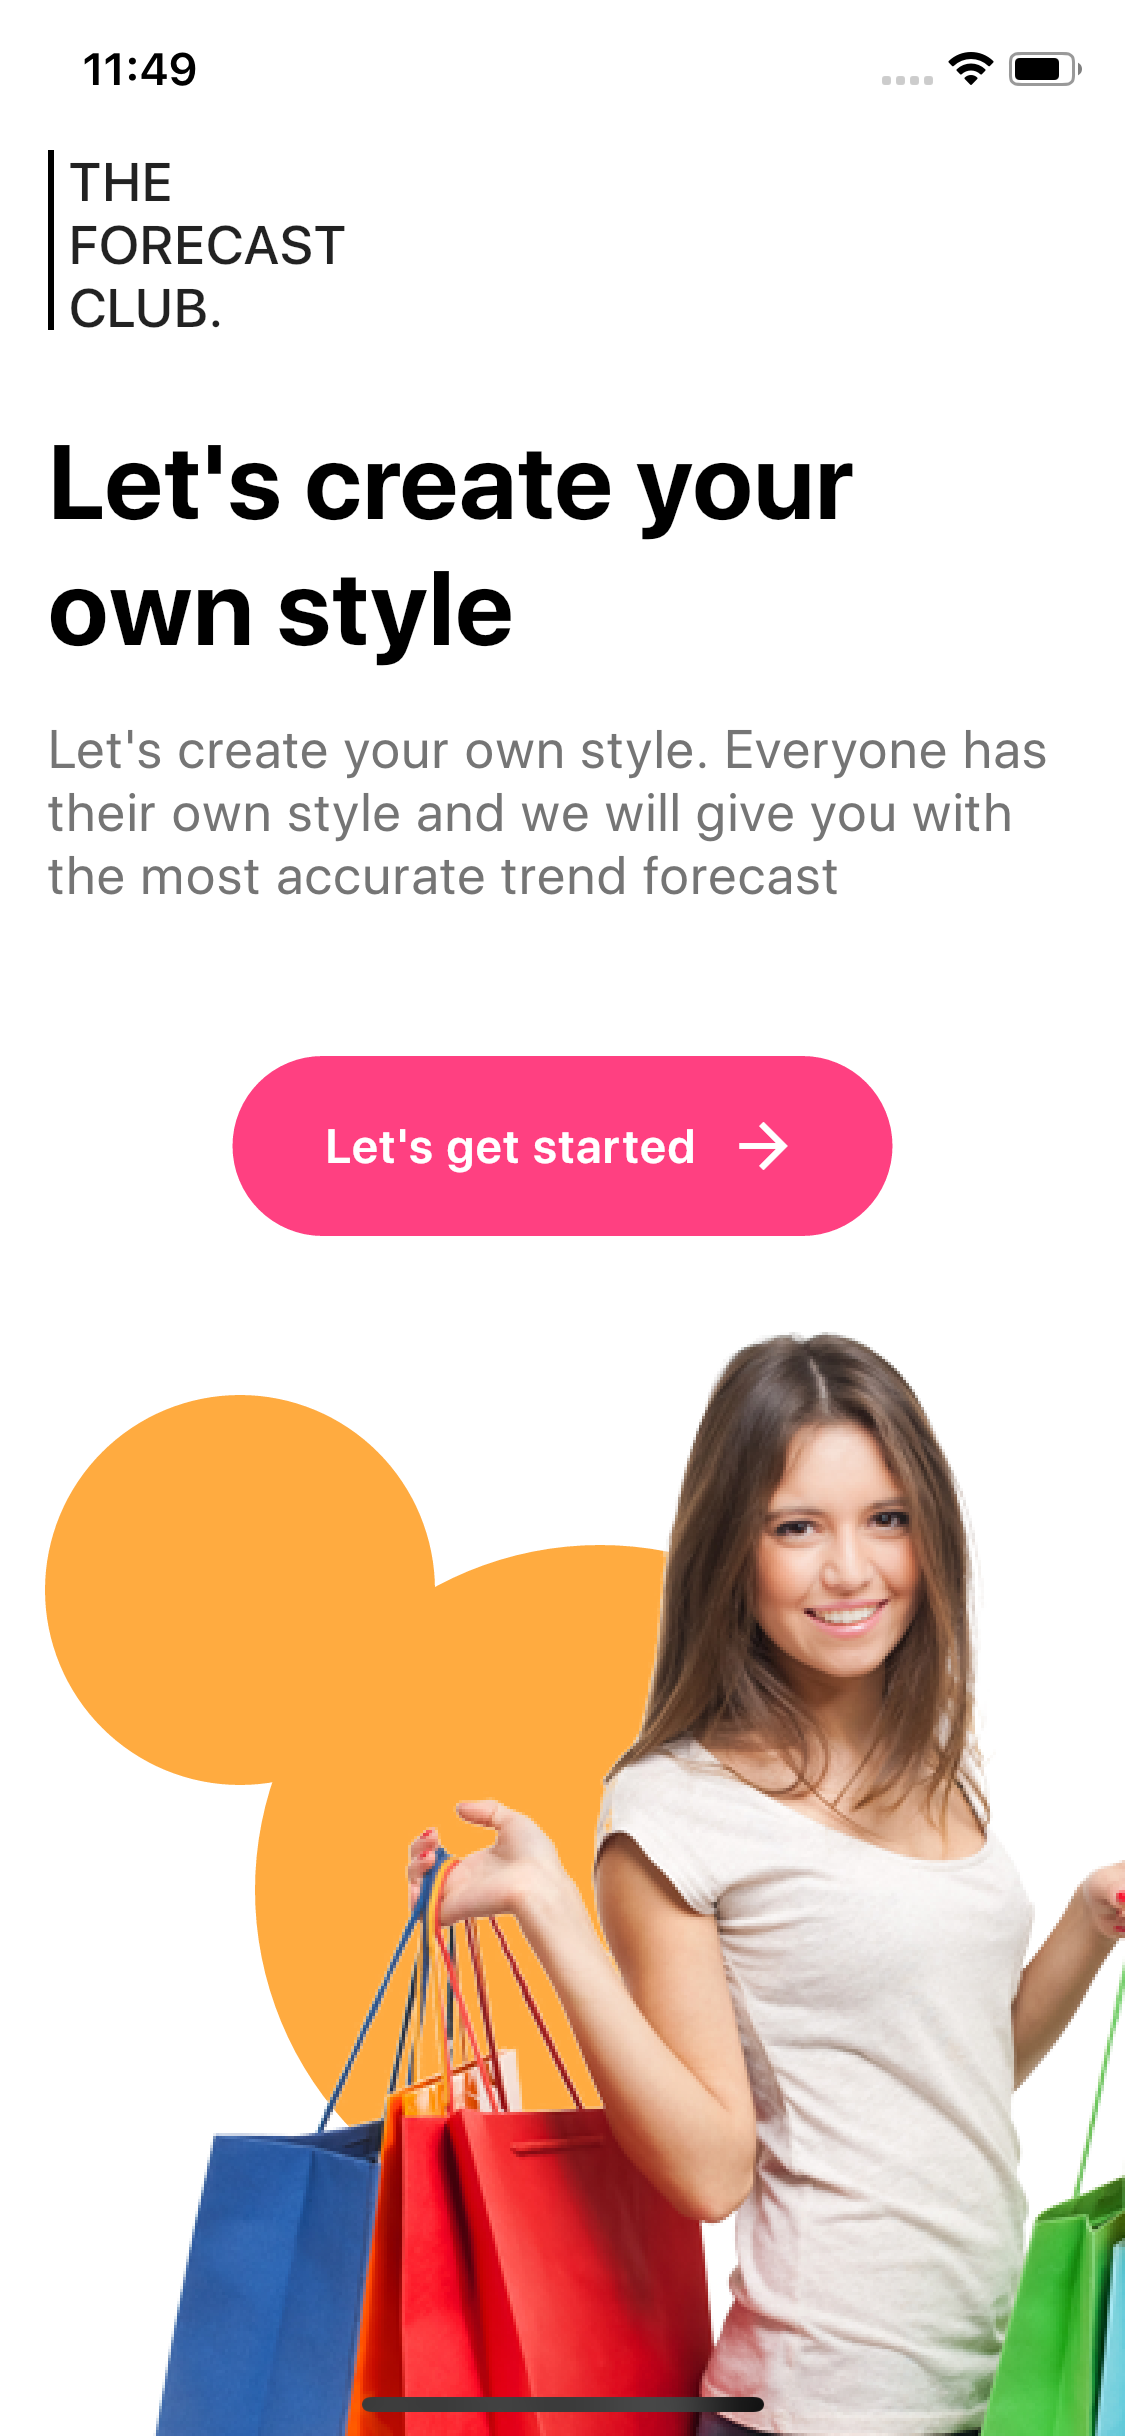 11:49
THE
FORECAST
CLUB.
Let's create your
own style
Let's create your own style. Everyone has
their own style and we will give you with
the most accurate trend forecast
Let's get started